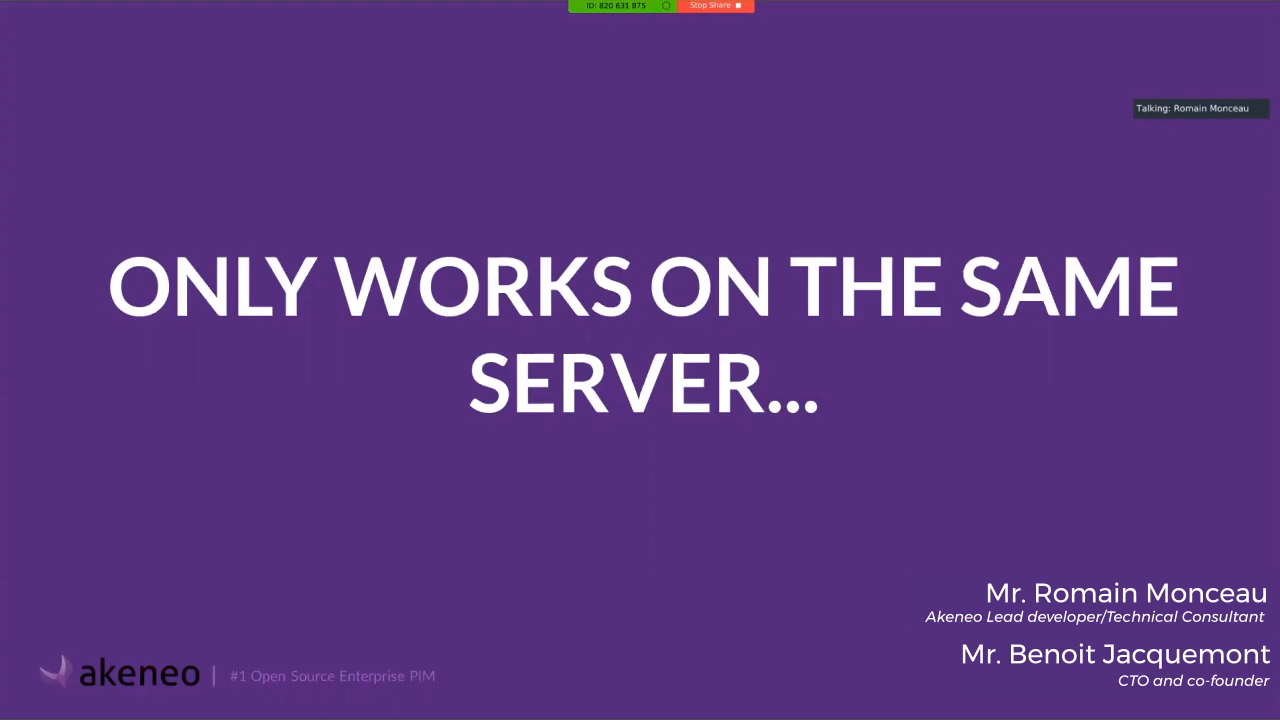 ID: 820 631 875
Stop Share
Talking: Romain Monceau
ONLY WORKS ON THE SAME
SERVER...
Mr. Romain Monceau
Akeneo Lead developer/Technical Consultant
Mr. Benoit Jacquemont
CTO and co-founder
akeneo | #1 Open Source Enterprise PIM